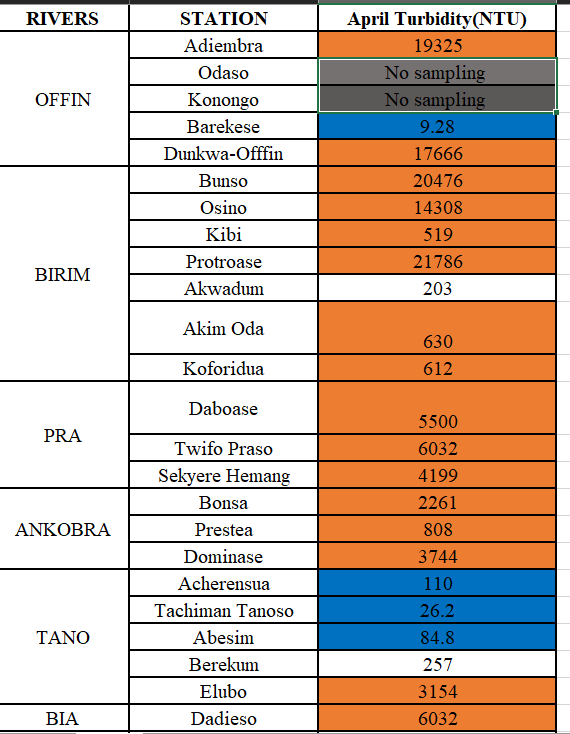 RIVERS STATION April Turbidity(NTU)
OFFIN Adiembra 19325
Odaso No sampling
Konongo No sampling
Barekese 9.28
Dunkwa-Offfin 17666
BIRIM Bunso 20476
Osino 14308
Kibi 519
Protroase 21786
Akwadum 203
Akim Oda 630
Koforidua 612
PRA Daboase 5500
Twifo Praso 6032
Sekyere Hemang 4199
ANKOBRA Bonsa 2261
Prestea 808
Dominase 3744
TANO Acherensua 110
Tachiman Tanoso 26.2
Abesim 84.8
Berekum 257
Elubo 3154
BIA Dadieso 6032